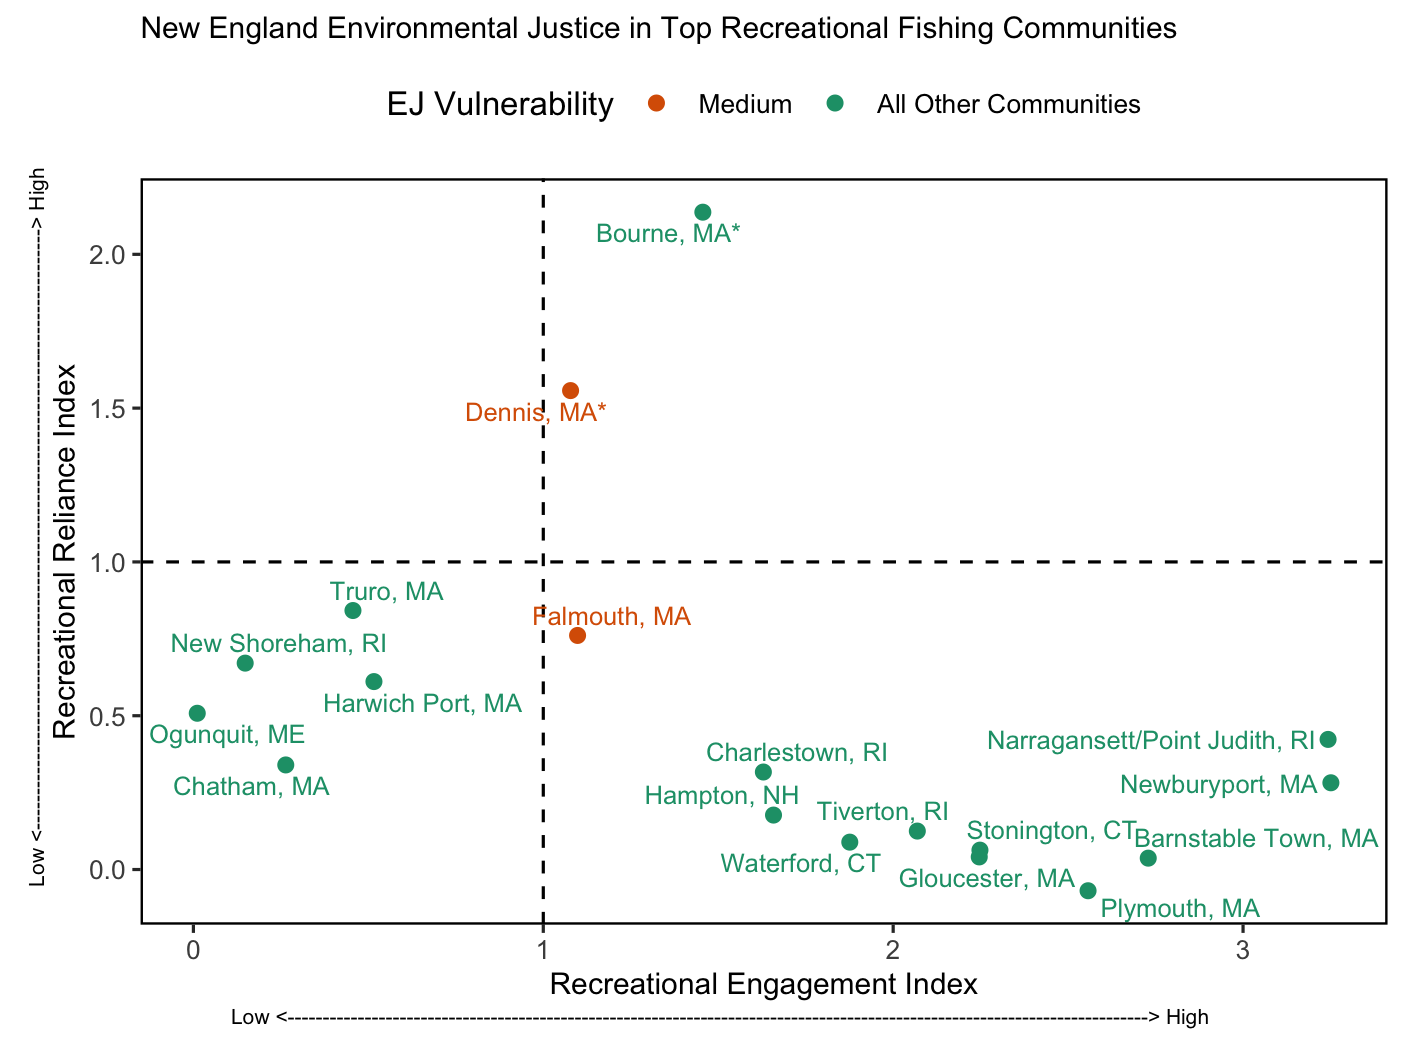 New England Environmental Justice in Top Recreational Fishing Communities
EJ Vulnerability Medium All Other Communities
Recreational Reliance Index
Low <-----------------------------------------------------------------------------------------> High
2.0
1.5
1.0
0.5
0.0
Bourne, MA*
Dennis, MA*
Truro, MA
Falmouth, MA
New Shoreham, RI
Harwich Port, MA
Ogunquit, ME
Chatham, MA
Charlestown, RI
Narragansett/Point Judith, RI
Hampton, NH
Newburyport, MA
Tiverton, RI
Stonington, CT
Barnstable Town, MA
Waterford, CT
Gloucester, MA
Plymouth, MA
0 1 2 3
Recreational Engagement Index
Low <--------------------------------------------------------------------------------------------------------------------------> High